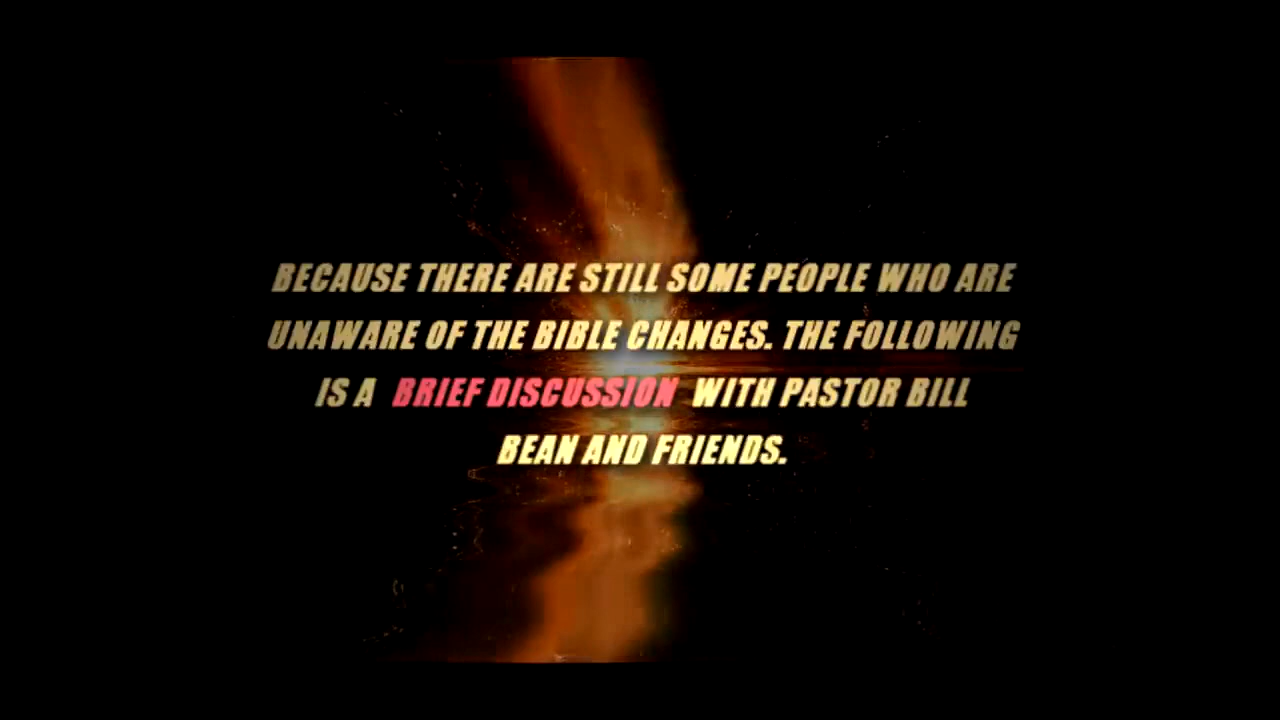 BECAUSE THERE ARE STILL SOME PEOPLE WHO ARE
UNAWARE OF THE BIBLE CHANGES. THE FOLLOWING
IS A BRIEF DISCUSSION WITH PASTOR BILL
BEAN AND FRIENDS.